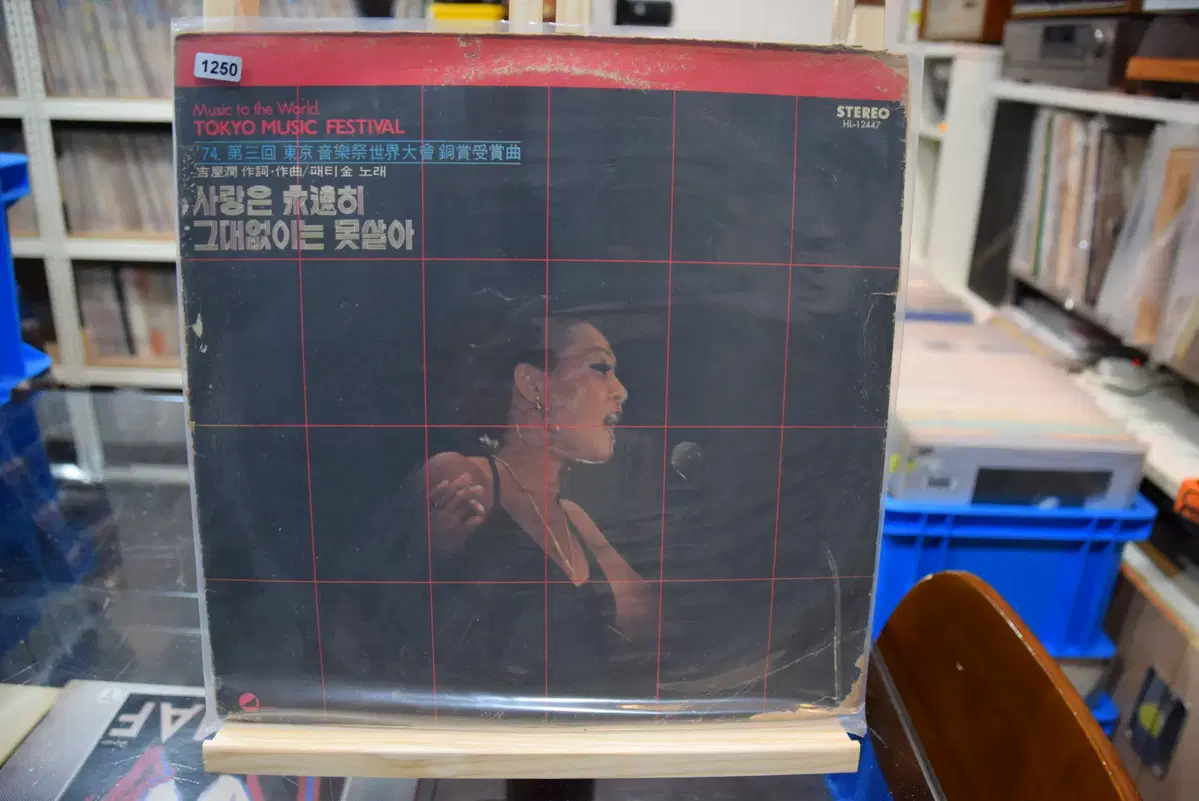 1250
Music to the World.
TOKYO MUSIC FESTIVAL
'74. 第三回 東京音樂祭世界大會 銅賞受賞曲
吉屋潤 作詞·作曲/패티金 노래
사랑은 永遠히
그대없이는 못살아
STEREO
HL-12447